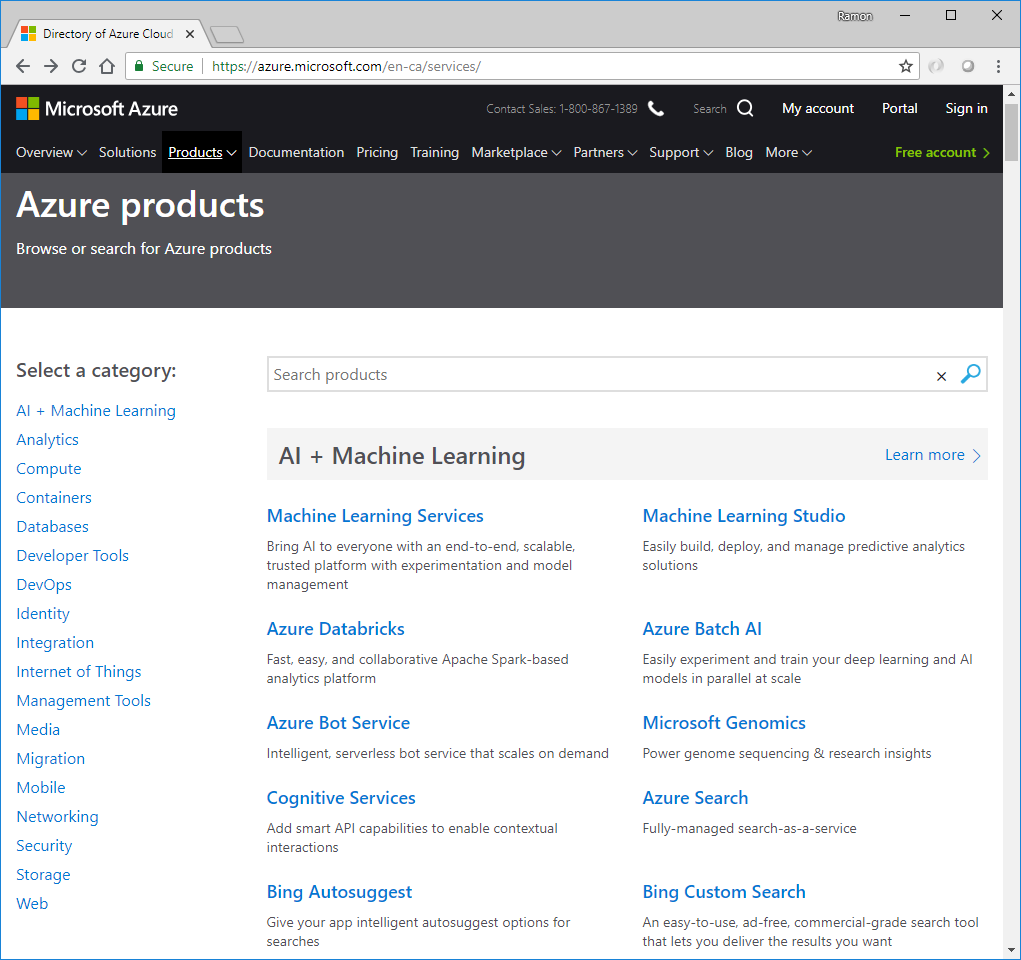 Ramon
Directory of Azure Cloud
Secure
https://azure.microsoft.com/en-ca/services/
Microsoft Azure
Contact Sales: 1-800-867-1389
Search
My account
Portal
Sign in
Overview
Solutions
Products
Documentation
Pricing
Training
Marketplace
Partners
Support
Blog
More
Free account
Azure products
Browse or search for Azure products
Select a category:
AI + Machine Learning
Analytics
Compute
Containers
Databases
Developer Tools
DevOps
Identity
Integration
Internet of Things
Management Tools
Media
Migration
Mobile
Networking
Security
Storage
Web
Search products
AI + Machine Learning
Learn more
Machine Learning Services
Bring AI to everyone with an end-to-end, scalable,
trusted platform with experimentation and model
management
Machine Learning Studio
Easily build, deploy, and manage predictive analytics
solutions
Azure Databricks
Fast, easy, and collaborative Apache Spark-based
analytics platform
Azure Batch AI
Easily experiment and train your deep learning and AI
models in parallel at scale
Azure Bot Service
Intelligent, serverless bot service that scales on demand
Microsoft Genomics
Power genome sequencing & research insights
Cognitive Services
Add smart API capabilities to enable contextual
interactions
Azure Search
Fully-managed search-as-a-service
Bing Autosuggest
Give your app intelligent autosuggest options for
searches
Bing Custom Search
An easy-to-use, ad-free, commercial-grade search tool
that lets you deliver the results you want